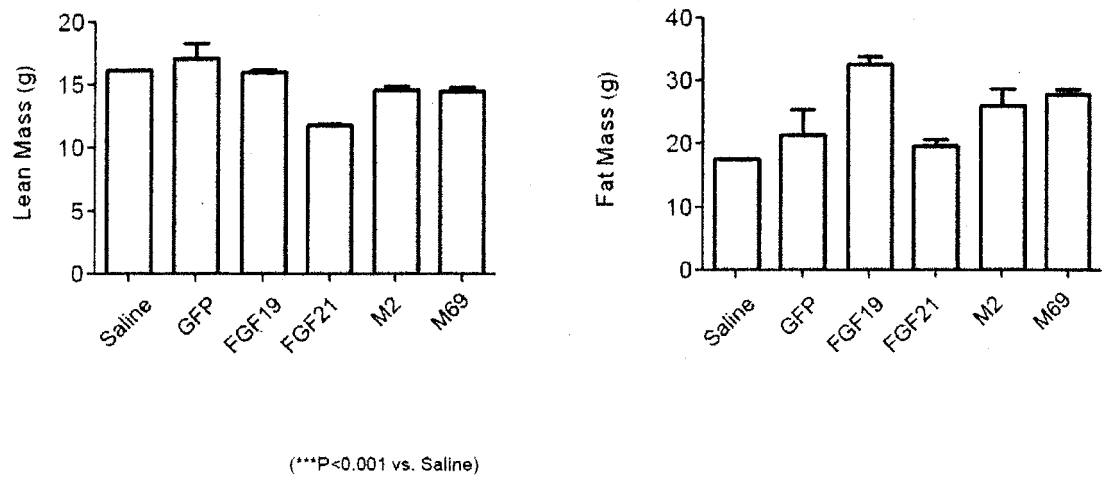 20
15
10
5
0
Lean Mass (g)
Saline
GFP
FGF19
FGF21
M2
M69
40
30
20
10
0
Fat Mass (g)
Saline
GFP
FGF19
FGF21
M2
M69
(***P<0.001 vs. Saline)